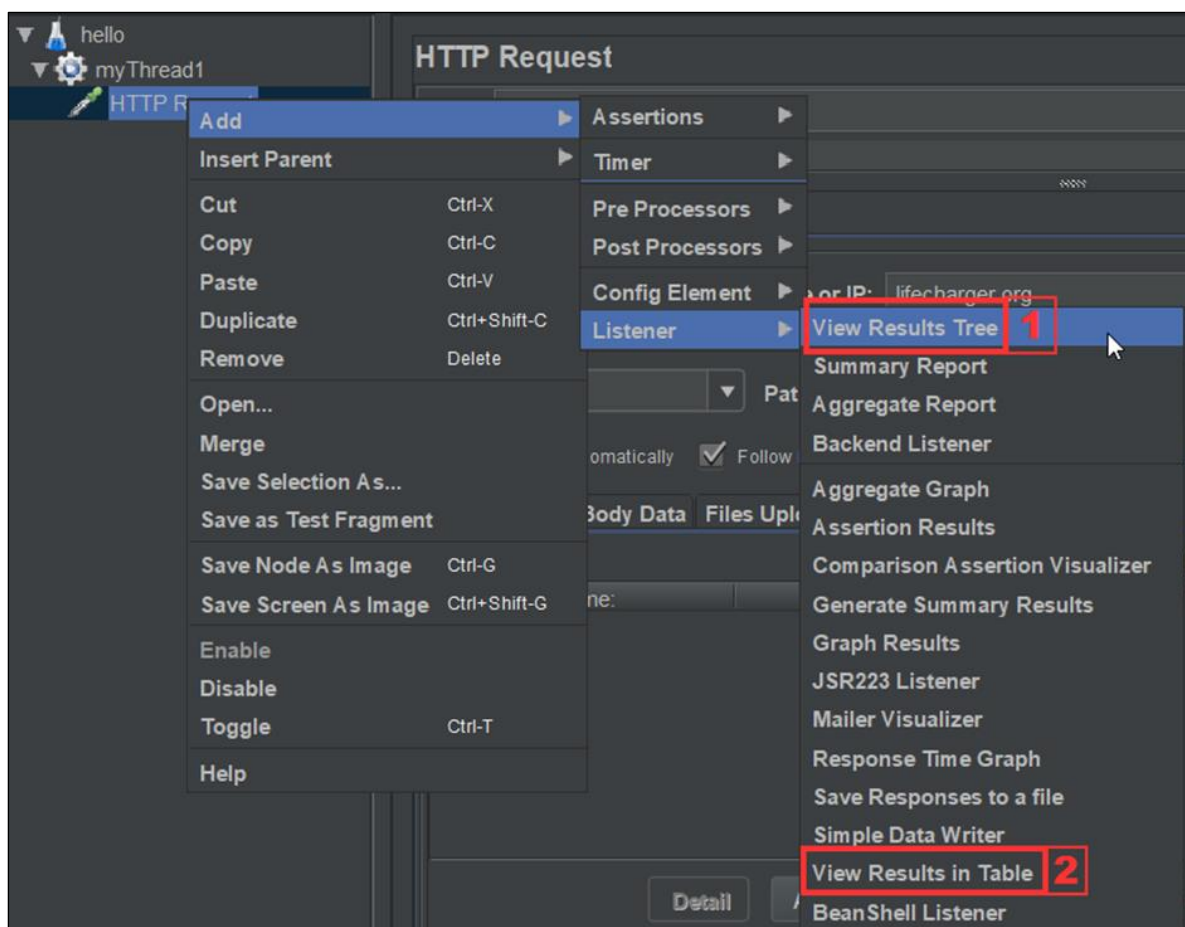 hello
myThread1
HTTP Request
HTTP R
Add
Insert Parent
Cut Ctrl-X
Copy Ctrl-C
Paste Ctrl-V
Duplicate Ctrl+Shift-C
Remove Delete
Open...
Merge
Save Selection As...
Save as Test Fragment
Save Node As Image Ctrl-G
Save Screen As Image Ctrl+Shift-G
Enable
Disable
Toggle Ctrl-T
Help
Assertions
Timer
Pre Processors
Post Processors
Config Element
Listener
or IP: lifecharger.org
Pat
omatically Follow
Body Data Files Uplo
me:
Detail A
View Results Tree 1
Summary Report
Aggregate Report
Backend Listener
Aggregate Graph
Assertion Results
Comparison Assertion Visualizer
Generate Summary Results
Graph Results
JSR223 Listener
Mailer Visualizer
Response Time Graph
Save Responses to a file
Simple Data Writer
View Results in Table 2
BeanShell Listener